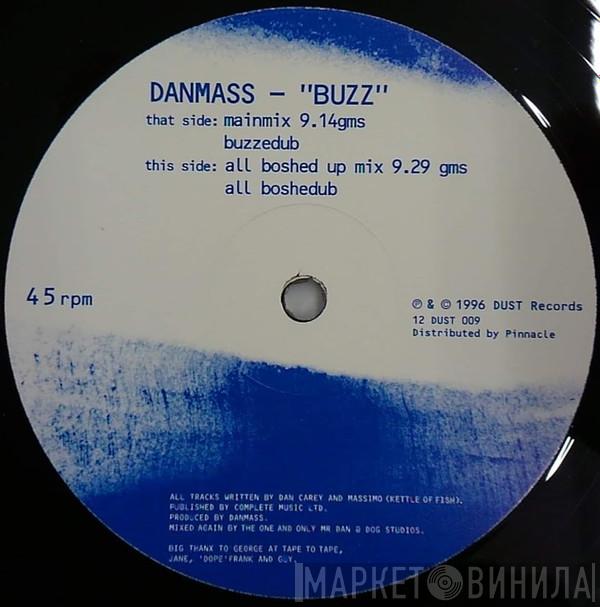 DANMASS – "BUZZ"
that side: mainmix 9.14gms
buzzedub
this side: all boshed up mix 9.29 gms
all boshedub
45 rpm
℗ & © 1996 DUST Records
12 DUST 009
Distributed by Pinnacle
ALL TRACKS WRITTEN BY DAN CAREY AND MASSIMO (KETTLE OF FISH).
PUBLISHED BY COMPLETE MUSIC LTD.
PRODUCED BY DANMASS.
MIXED AGAIN BY THE ONE AND ONLY MR DAN @ DOG STUDIOS.
BIG THANX TO GEORGE AT TAPE TO TAPE,
JANE, 'DOPE' FRANK AND GUY.
МАРКЕТ ВИНИЛА